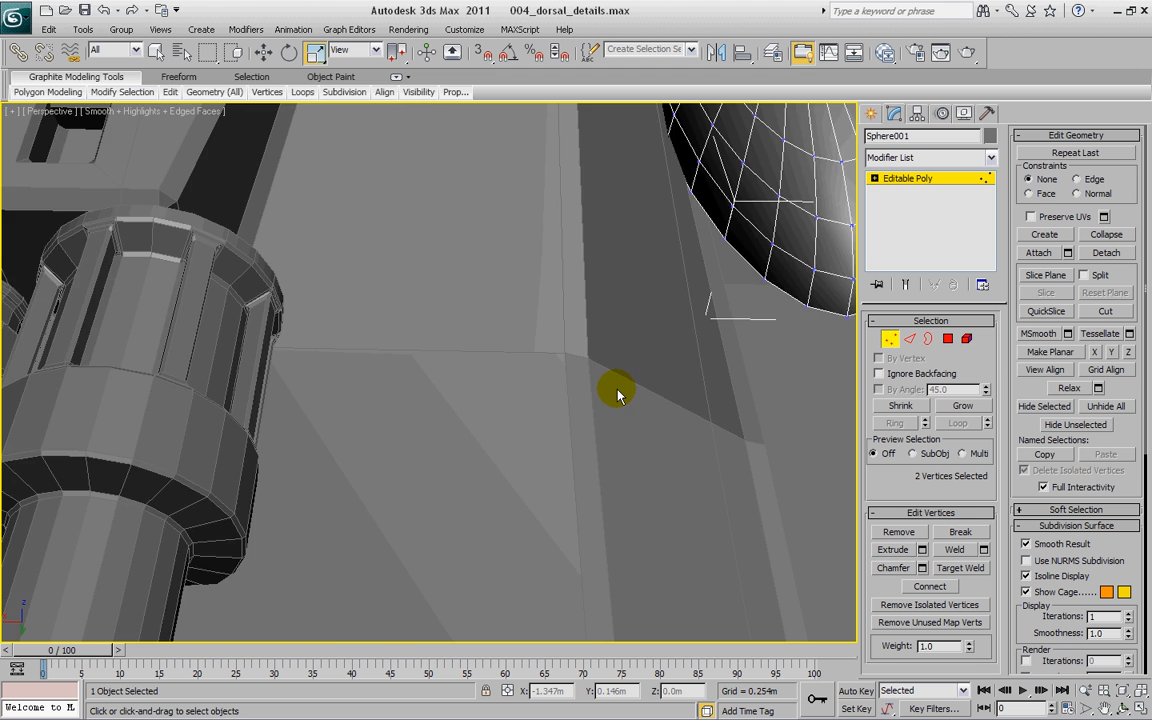 Autodesk 3ds Max 2011 004_dorsal_details.max
Type a keyword or phrase
Edit Tools Group Views Create Modifiers Animation Graph Editors Rendering Customize MAXScript Help
All View Create Selection Se
Graphite Modeling Tools Freeform Selection Object Paint
Polygon Modeling Modify Selection Edit Geometry (All) Vertices Loops Subdivision Align Visibility Prop...
[ + ] [ Perspective ] [ Smooth + Highlights + Edged Faces ]
Sphere001
Modifier List
Editable Poly
Selection
By Vertex
Ignore Backfacing
By Angle: 45.0
Shrink Grow
Ring Loop
Preview Selection
Off SubObj Multi
2 Vertices Selected
Edit Vertices
Remove Break
Extrude Weld
Chamfer Target Weld
Connect
Remove Isolated Vertices
Remove Unused Map Verts
Weight: 1.0
Edit Geometry
Repeat Last
Constraints
None Edge
Face Normal
Preserve UVs
Create Collapse
Attach Detach
Slice Plane Split
Slice Reset Plane
QuickSlice Cut
MSmooth Tessellate
Make Planar X Y Z
View Align Grid Align
Relax
Hide Selected Unhide All
Hide Unselected
Named Selections:
Copy Paste
Delete Isolated Vertices
Full Interactivity
Soft Selection
Subdivision Surface
Smooth Result
Use NURMS Subdivision
Isoline Display
Show Cage......
Display
Iterations: 1
Smoothness: 1.0
Render
Iterations: 0
0 / 100
0 5 10 15 20 25 30 35 40 45 50 55 60 65 70 75 80 85 90 95 100
1 Object Selected X: -1.347m Y: 0.146m Z: 0.0m Grid = 0.254m Auto Key Selected
Welcome to M Click or click-and-drag to select objects Add Time Tag Set Key Key Filters... 0